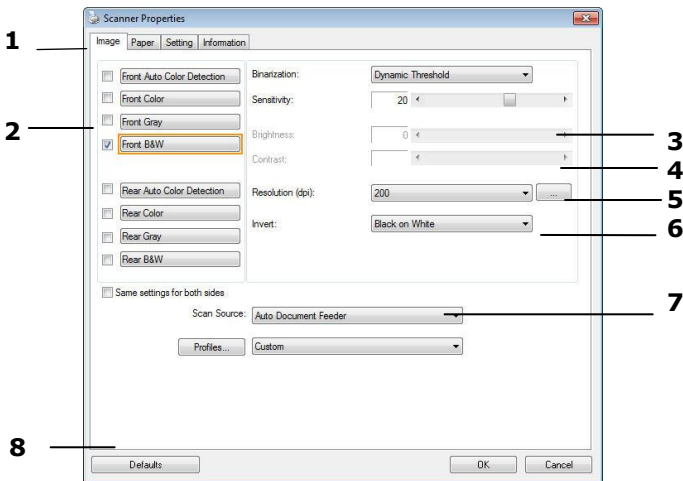 Scanner Properties
1
Image Paper Setting Information
Front Auto Color Detection
Binarization: Dynamic Threshold
Front Color
Sensitivity: 20
2
Front Gray
Front B&W
Brightness: 0
3
Contrast:
4
Rear Auto Color Detection
Resolution (dpi): 200 ...
5
Rear Color
Invert: Black on White
6
Rear Gray
Rear B&W
Same settings for both sides
Scan Source: Auto Document Feeder
7
Profiles... Custom
8
Defaults OK Cancel